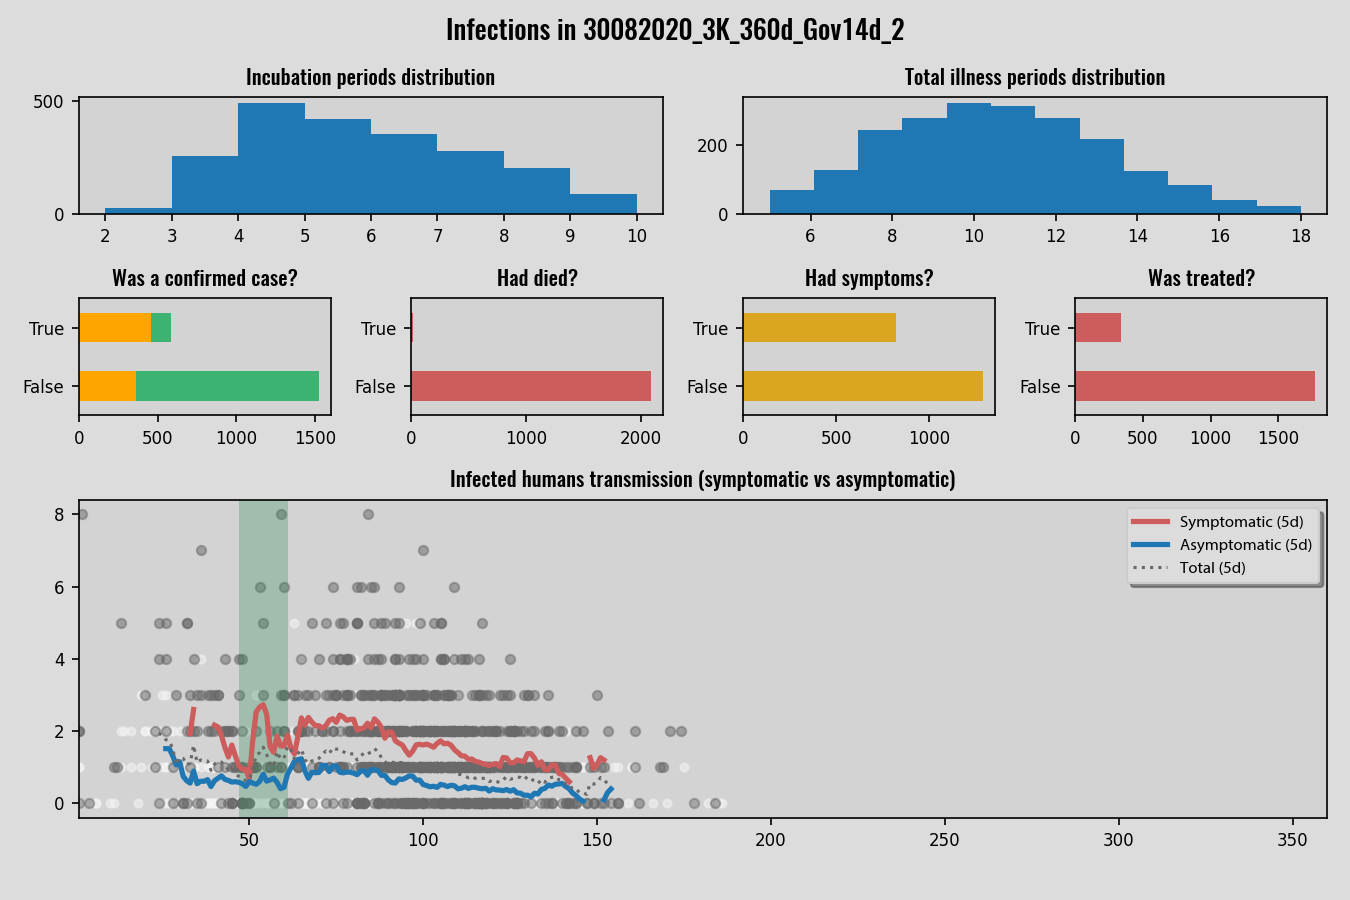 Infections in 30082020_3K_360d_Gov14d_2
Incubation periods distribution
500
0
2 3 4 5 6 7 8 9 10
Total illness periods distribution
200
0
6 8 10 12 14 16 18
Was a confirmed case?
True
False
0 500 1000 1500
Had died?
True
False
0 1000 2000
Had symptoms?
True
False
0 500 1000
Was treated?
True
False
0 500 1000 1500
Infected humans transmission (symptomatic vs asymptomatic)
8
6
4
2
0
50 100 150 200 250 300 350
Symptomatic (5d)
Asymptomatic (5d)
Total (5d)